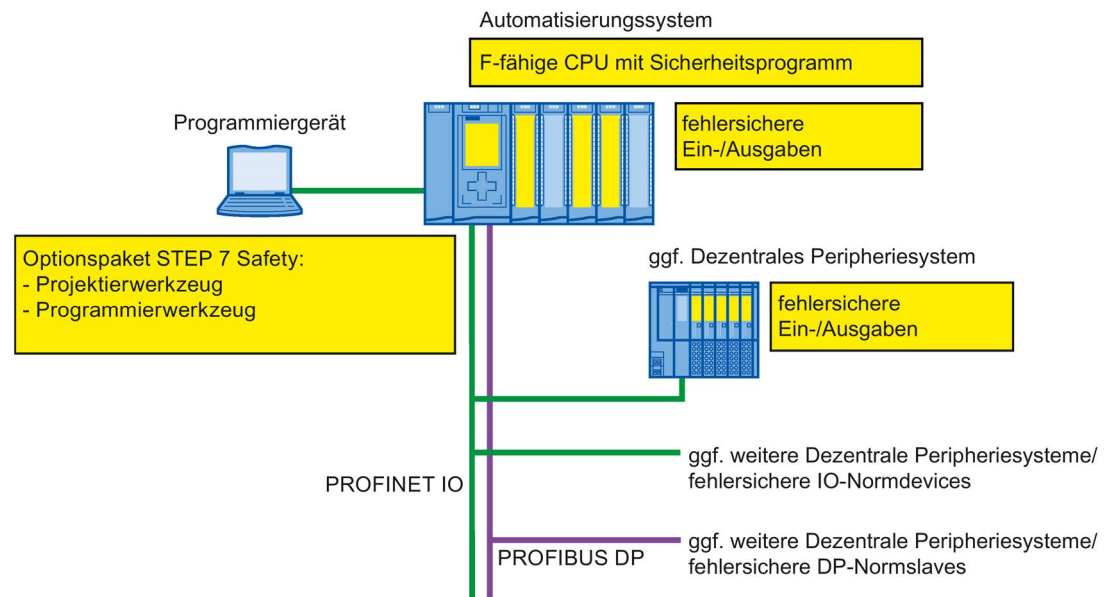 Automatisierungssystem
F-fähige CPU mit Sicherheitsprogramm
Programmiergerät
fehlersichere
Ein-/Ausgaben
Optionspaket STEP 7 Safety:
- Projektierwerkzeug
- Programmierwerkzeug
ggf. Dezentrales Peripheriesystem
fehlersichere
Ein-/Ausgaben
PROFINET IO
ggf. weitere Dezentrale Peripheriesysteme/
fehlersichere IO-Normdevices
PROFIBUS DP
ggf. weitere Dezentrale Peripheriesysteme/
fehlersichere DP-Normslaves